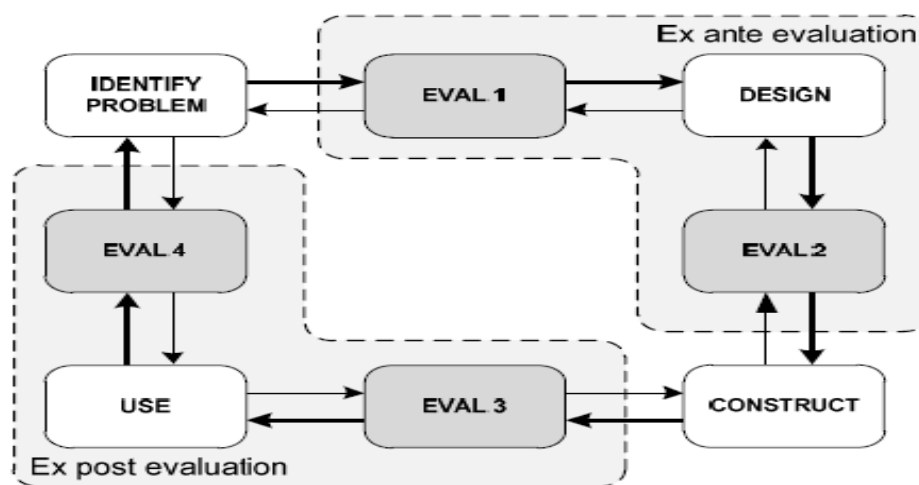 Ex ante evaluation
IDENTIFY
PROBLEM
EVAL 1
DESIGN
EVAL 4
EVAL 2
USE
EVAL 3
CONSTRUCT
Ex post evaluation